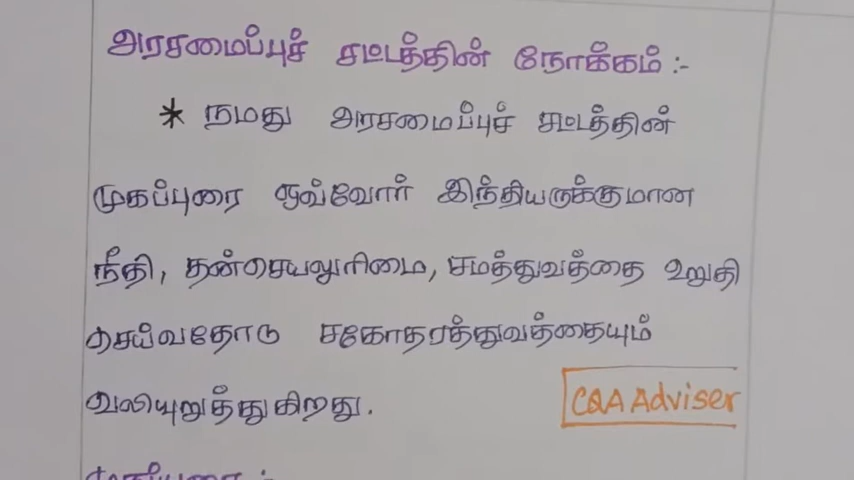 அரசமைப்புச் சட்டத்தின் நோக்கம் :-
* நமது அரசமைப்புச் சட்டத்தின்
முகப்புரை ஒவ்வோர் இந்தியருக்குமான
நீதி, தன்செயலுரிமை, சமத்துவத்தை உறுதி
செய்வதோடு சகோதரத்துவத்தையும்
வலியுறுத்துகிறது.
CQA Adviser